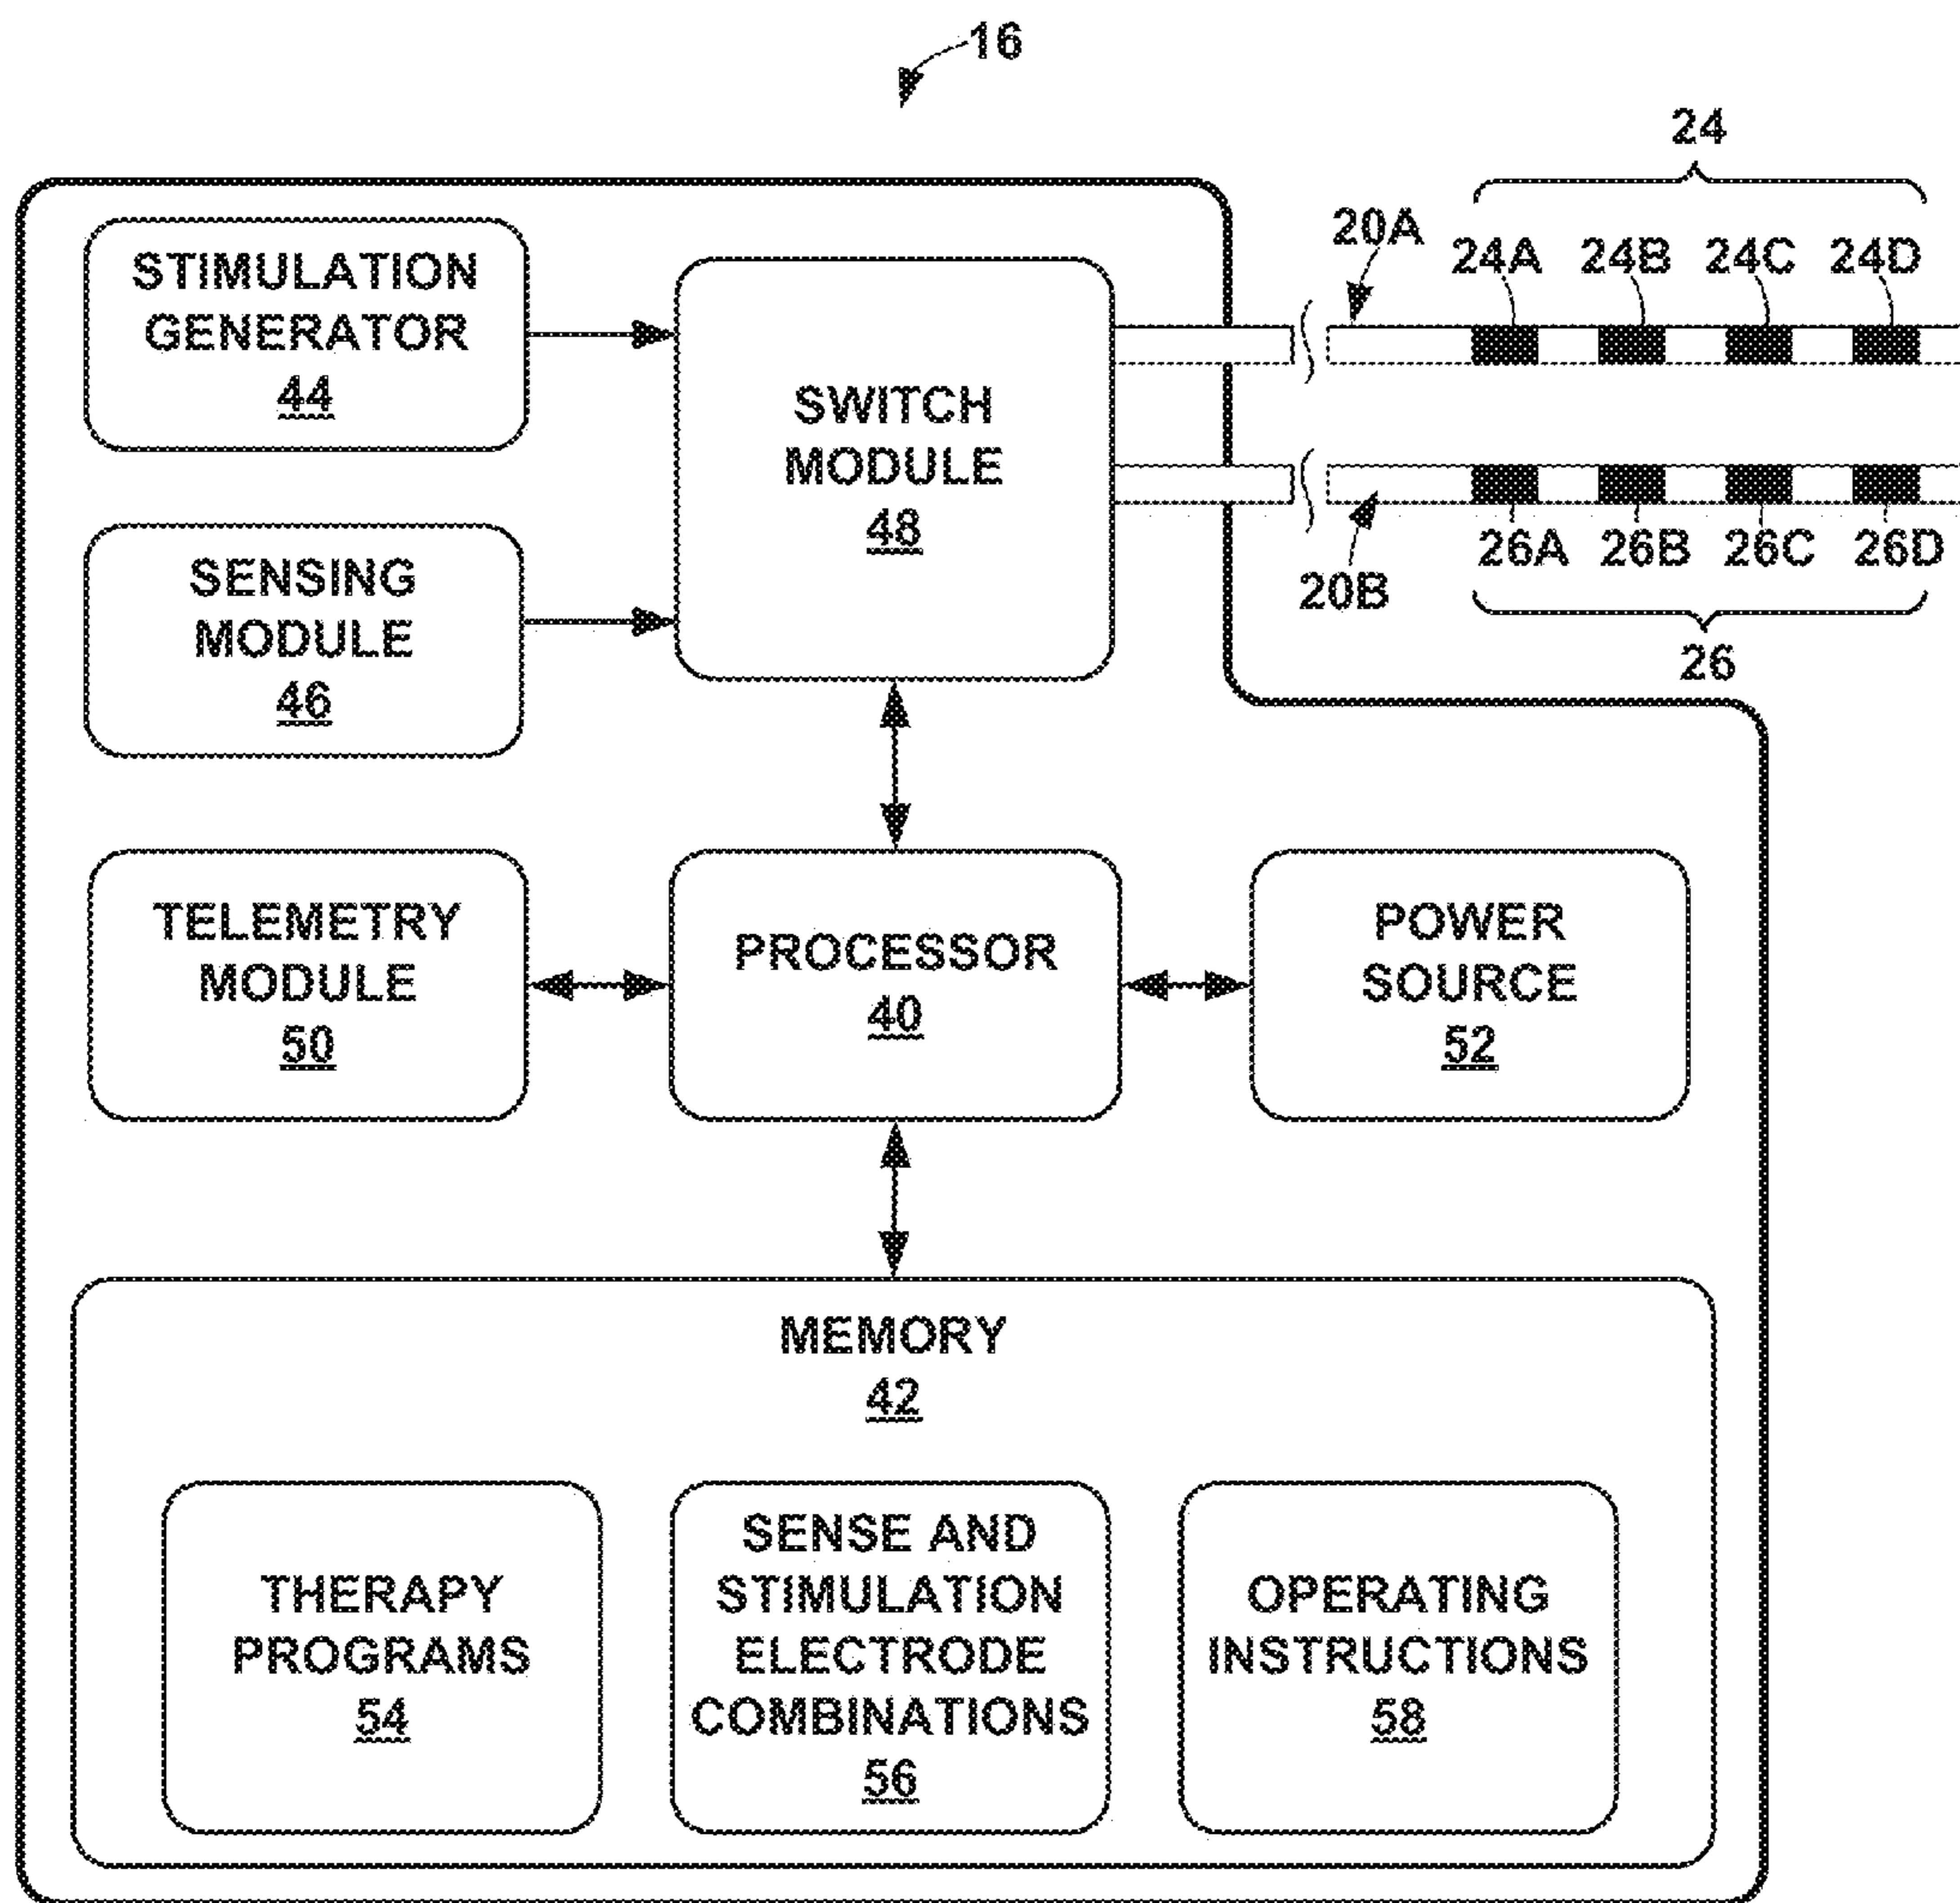 16
24
20A
24A 24B 24C 24D
STIMULATION
GENERATOR
44
SWITCH
MODULE
48
SENSING
MODULE
46
26A 26B 26C 26D
20B
26
TELEMETRY
MODULE
50
PROCESSOR
40
POWER
SOURCE
52
MEMORY
42
THERAPY
PROGRAMS
54
SENSE AND
STIMULATION
ELECTRODE
COMBINATIONS
56
OPERATING
INSTRUCTIONS
58